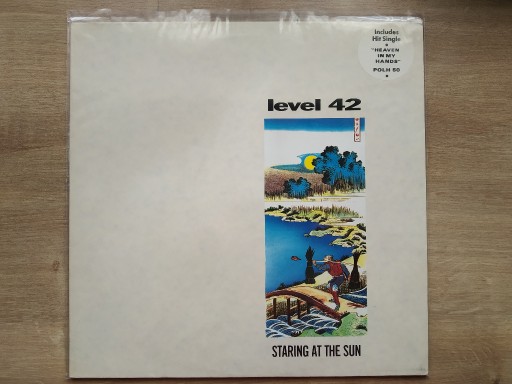 Includes
Hit Single
"HEAVEN
IN MY
HANDS"
POLH 50
level 42
STARING AT THE SUN